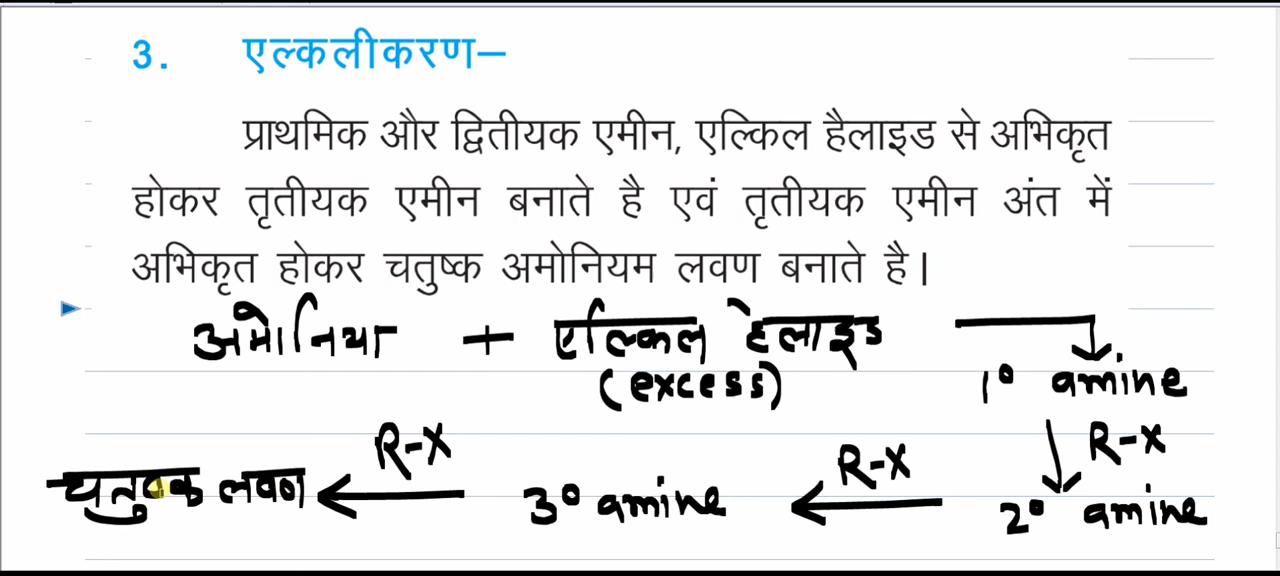 3. एल्कलीकरण–
प्राथमिक और द्वितीयक एमीन, एल्किल हैलाइड से अभिकृत
होकर तृतीयक एमीन बनाते है एवं तृतीयक एमीन अंत में
अभिकृत होकर चतुष्क अमोनियम लवण बनाते है।
अमोनिया + एल्किल हेलाइड
(excess) 1° amine
R-X R-X R-X
चतुष्क लवण 3° amine 2° amine